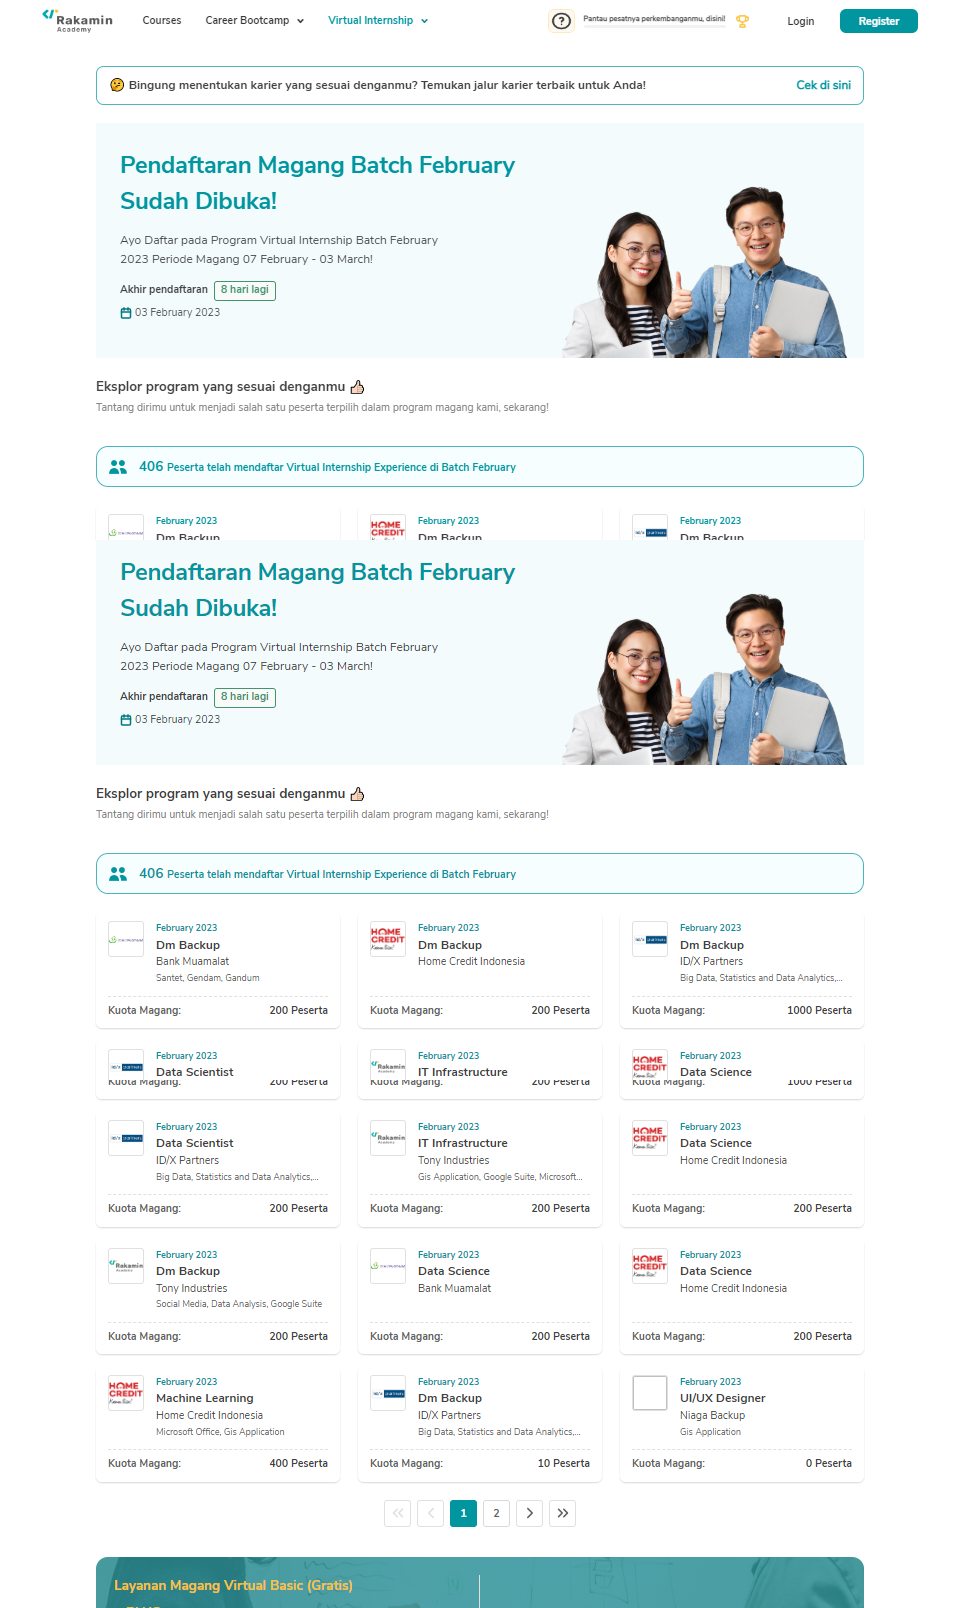 Rakamin
Academy
Courses
Career Bootcamp
Virtual Internship
Pantau pesatnya perkembanganmu, disini!
Login
Register
Bingung menentukan karier yang sesuai denganmu? Temukan jalur karier terbaik untuk Anda!
Cek di sini
Pendaftaran Magang Batch February
Sudah Dibuka!
Ayo Daftar pada Program Virtual Internship Batch February
2023 Periode Magang 07 February - 03 March!
Akhir pendaftaran 8 hari lagi
03 February 2023
Eksplor program yang sesuai denganmu
Tantang dirimu untuk menjadi salah satu peserta terpilih dalam program magang kami, sekarang!
406 Peserta telah mendaftar Virtual Internship Experience di Batch February
February 2023
Dm Backup
HOME
CREDIT
February 2023
Dm Backup
February 2023
Dm Backup
Pendaftaran Magang Batch February
Sudah Dibuka!
Ayo Daftar pada Program Virtual Internship Batch February
2023 Periode Magang 07 February - 03 March!
Akhir pendaftaran 8 hari lagi
03 February 2023
Eksplor program yang sesuai denganmu
Tantang dirimu untuk menjadi salah satu peserta terpilih dalam program magang kami, sekarang!
406 Peserta telah mendaftar Virtual Internship Experience di Batch February
February 2023
Dm Backup
Bank Muamalat
Santet, Gendam, Gandum
Kuota Magang: 200 Peserta
HOME
CREDIT
February 2023
Dm Backup
Home Credit Indonesia
Kuota Magang: 200 Peserta
February 2023
Dm Backup
ID/X Partners
Big Data, Statistics and Data Analytics,...
Kuota Magang: 1000 Peserta
February 2023
Data Scientist
Kuota Magang: 200 Peserta
Rakamin
Academy
February 2023
IT Infrastructure
Kuota Magang: 200 Peserta
HOME
CREDIT
February 2023
Data Science
Kuota Magang: 1000 Peserta
February 2023
Data Scientist
ID/X Partners
Big Data, Statistics and Data Analytics,...
Kuota Magang: 200 Peserta
Rakamin
Academy
February 2023
IT Infrastructure
Tony Industries
Gis Application, Google Suite, Microsoft...
Kuota Magang: 200 Peserta
HOME
CREDIT
February 2023
Data Science
Home Credit Indonesia
Kuota Magang: 200 Peserta
Rakamin
Academy
February 2023
Dm Backup
Tony Industries
Social Media, Data Analysis, Google Suite
Kuota Magang: 200 Peserta
February 2023
Data Science
Bank Muamalat
Kuota Magang: 200 Peserta
HOME
CREDIT
February 2023
Data Science
Home Credit Indonesia
Kuota Magang: 200 Peserta
HOME
CREDIT
February 2023
Machine Learning
Home Credit Indonesia
Microsoft Office, Gis Application
Kuota Magang: 400 Peserta
February 2023
Dm Backup
ID/X Partners
Big Data, Statistics and Data Analytics,...
Kuota Magang: 10 Peserta
February 2023
UI/UX Designer
Niaga Backup
Gis Application
Kuota Magang: 0 Peserta
1
2
Layanan Magang Virtual Basic (Gratis)